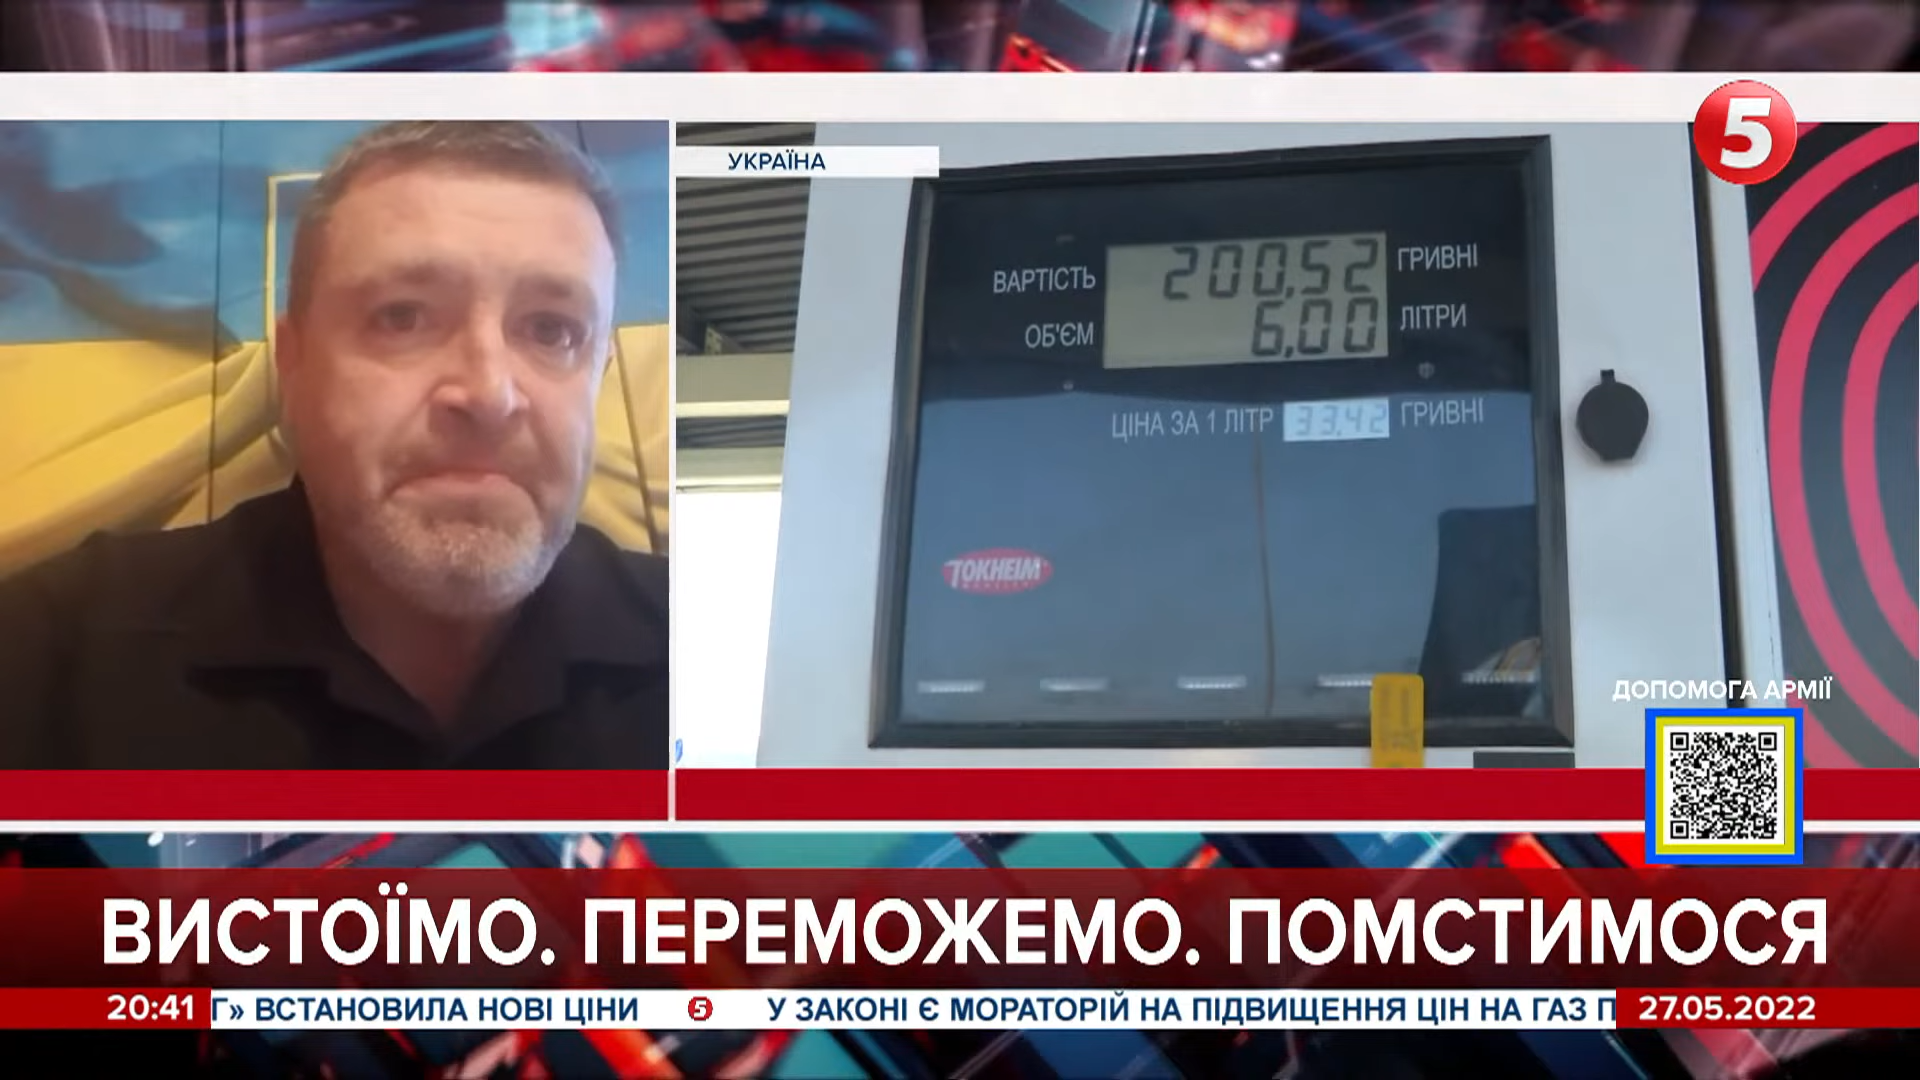 5
УКРАЇНА
ВАРТІСТЬ 200,52 ГРИВНІ
ОБ'ЄМ 6,00 ЛІТРИ
ЦІНА ЗА 1 ЛІТР 33,42 ГРИВНІ
TOKHEIM
ДОПОМОГА АРМІЇ
ВИСТОЇМО. ПЕРЕМОЖЕМО. ПОМСТИМОСЯ
20:41 Г» ВСТАНОВИЛА НОВІ ЦІНИ 5 У ЗАКОНІ Є МОРАТОРІЙ НА ПІДВИЩЕННЯ ЦІН НА ГАЗ П 27.05.2022